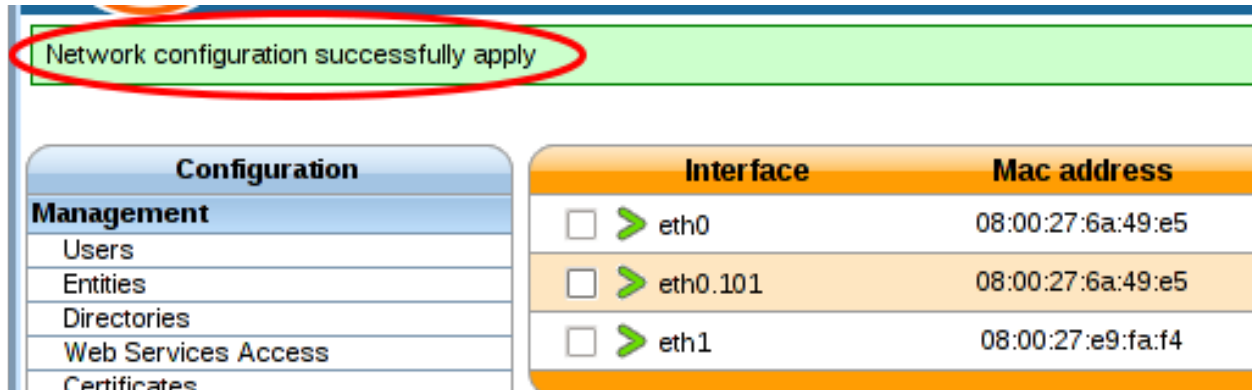 Network configuration successfully apply
Configuration
Management
Users
Entities
Directories
Web Services Access
Certificates
Interface Mac address
eth0 08:00:27:6a:49:e5
eth0.101 08:00:27:6a:49:e5
eth1 08:00:27:e9:fa:f4